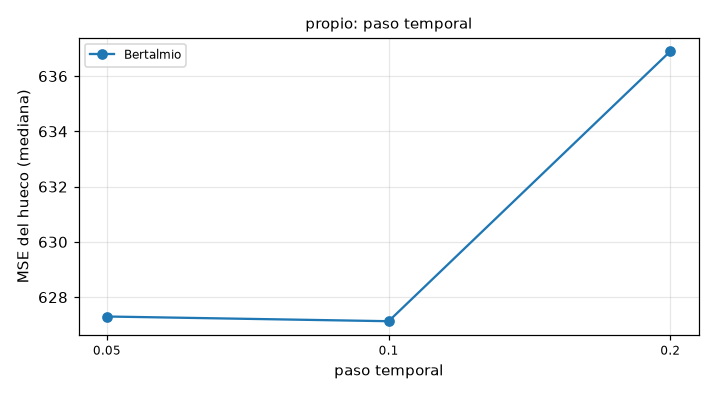 propio: paso temporal
Bertalmio
MSE del hueco (mediana)
636
634
632
630
628
0.05
0.1
0.2
paso temporal